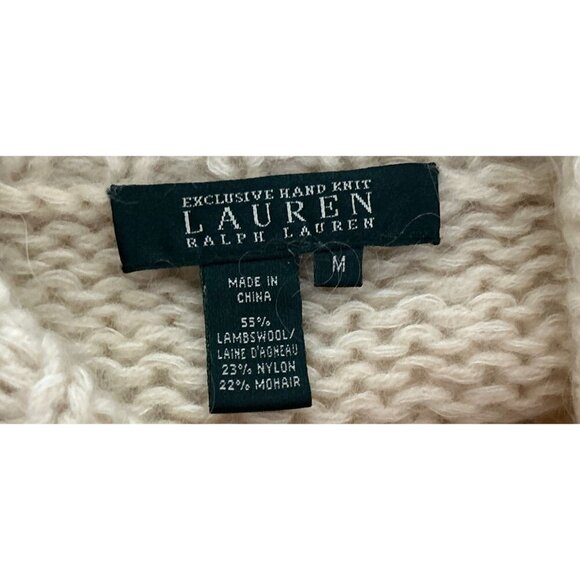 EXCLUSIVE HAND KNIT
LAUREN
RALPH LAUREN
M
MADE IN
CHINA
55%
LAMBSWOOL/
LAINE D'AGNEAU
23% NYLON
22% MOHAIR